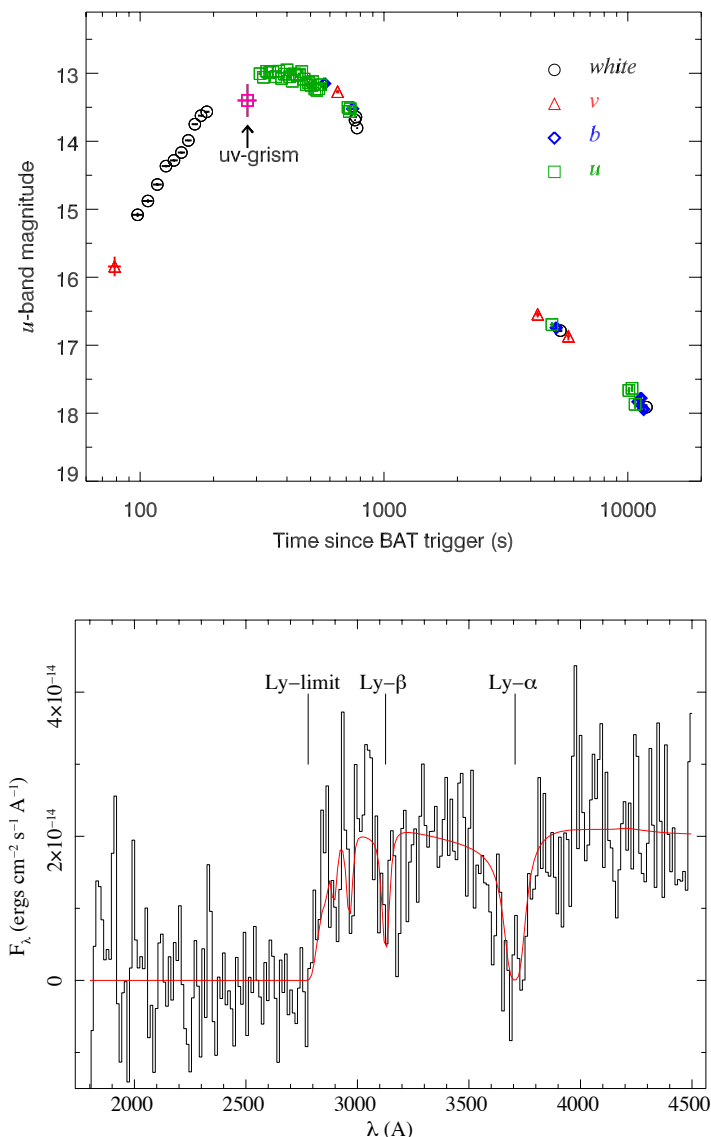 13
14
15
16
17
18
19
u-band magnitude
white
v
b
u
uv-grism
100
1000
10000
Time since BAT trigger (s)
Ly−limit
Ly−β
Ly−α
4×10⁻¹⁴
2×10⁻¹⁴
0
F_λ (ergs cm⁻² s⁻¹ A⁻¹)
2000
2500
3000
3500
4000
4500
λ (A)